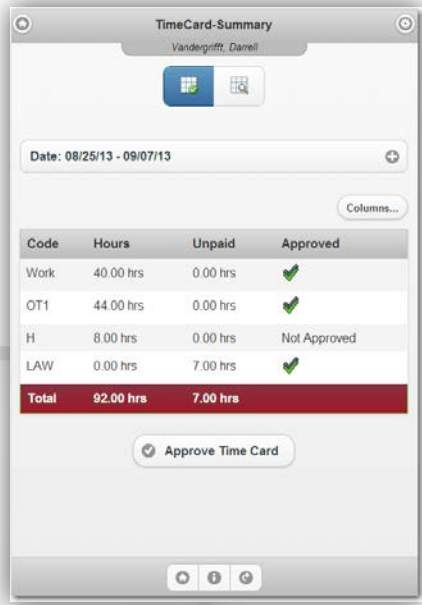 TimeCard-Summary
Vandergrifft, Darrell
Date: 08/25/13 - 09/07/13
Columns...
Code Hours Unpaid Approved
Work 40.00 hrs 0.00 hrs
OT1 44.00 hrs 0.00 hrs
H 8.00 hrs 0.00 hrs Not Approved
LAW 0.00 hrs 7.00 hrs
Total 92.00 hrs 7.00 hrs
Approve Time Card